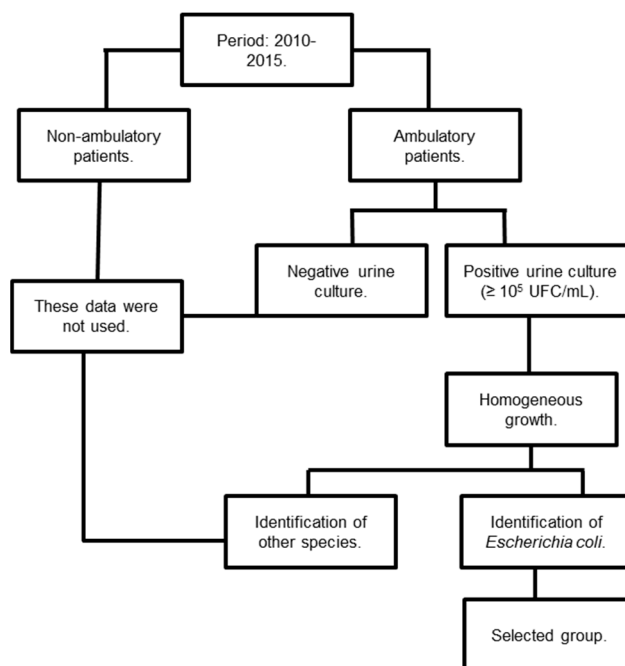 Period: 2010-
2015.
Non-ambulatory
patients.
Ambulatory
patients.
Negative urine
culture.
Positive urine culture
(≥ 10⁵ UFC/mL).
These data were
not used.
Homogeneous
growth.
Identification of
other species.
Identification of
Escherichia coli.
Selected group.